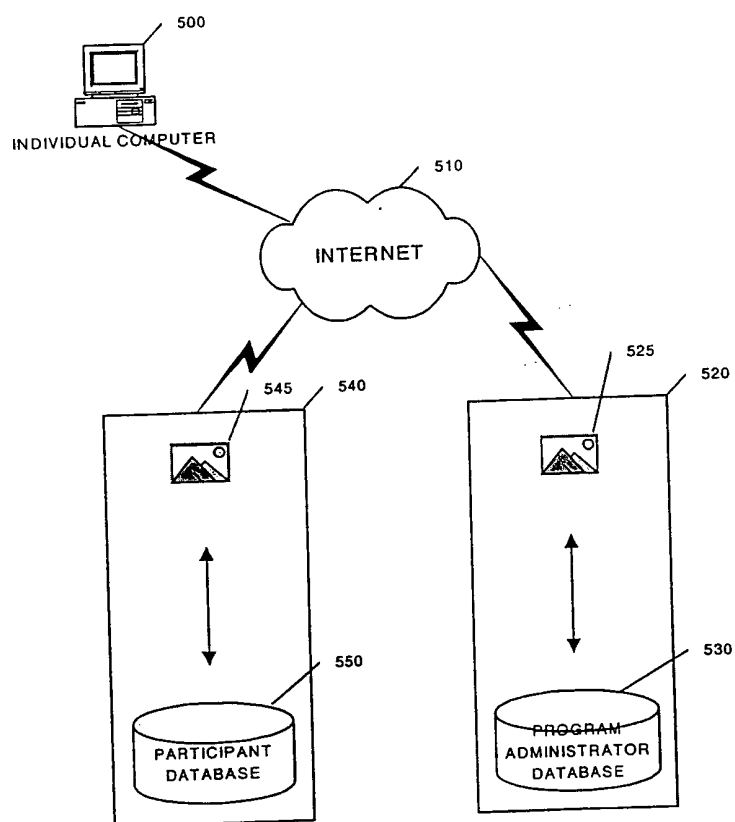 500
INDIVIDUAL COMPUTER
510
INTERNET
525
545
540
520
550
530
PARTICIPANT
DATABASE
PROGRAM
ADMINISTRATOR
DATABASE